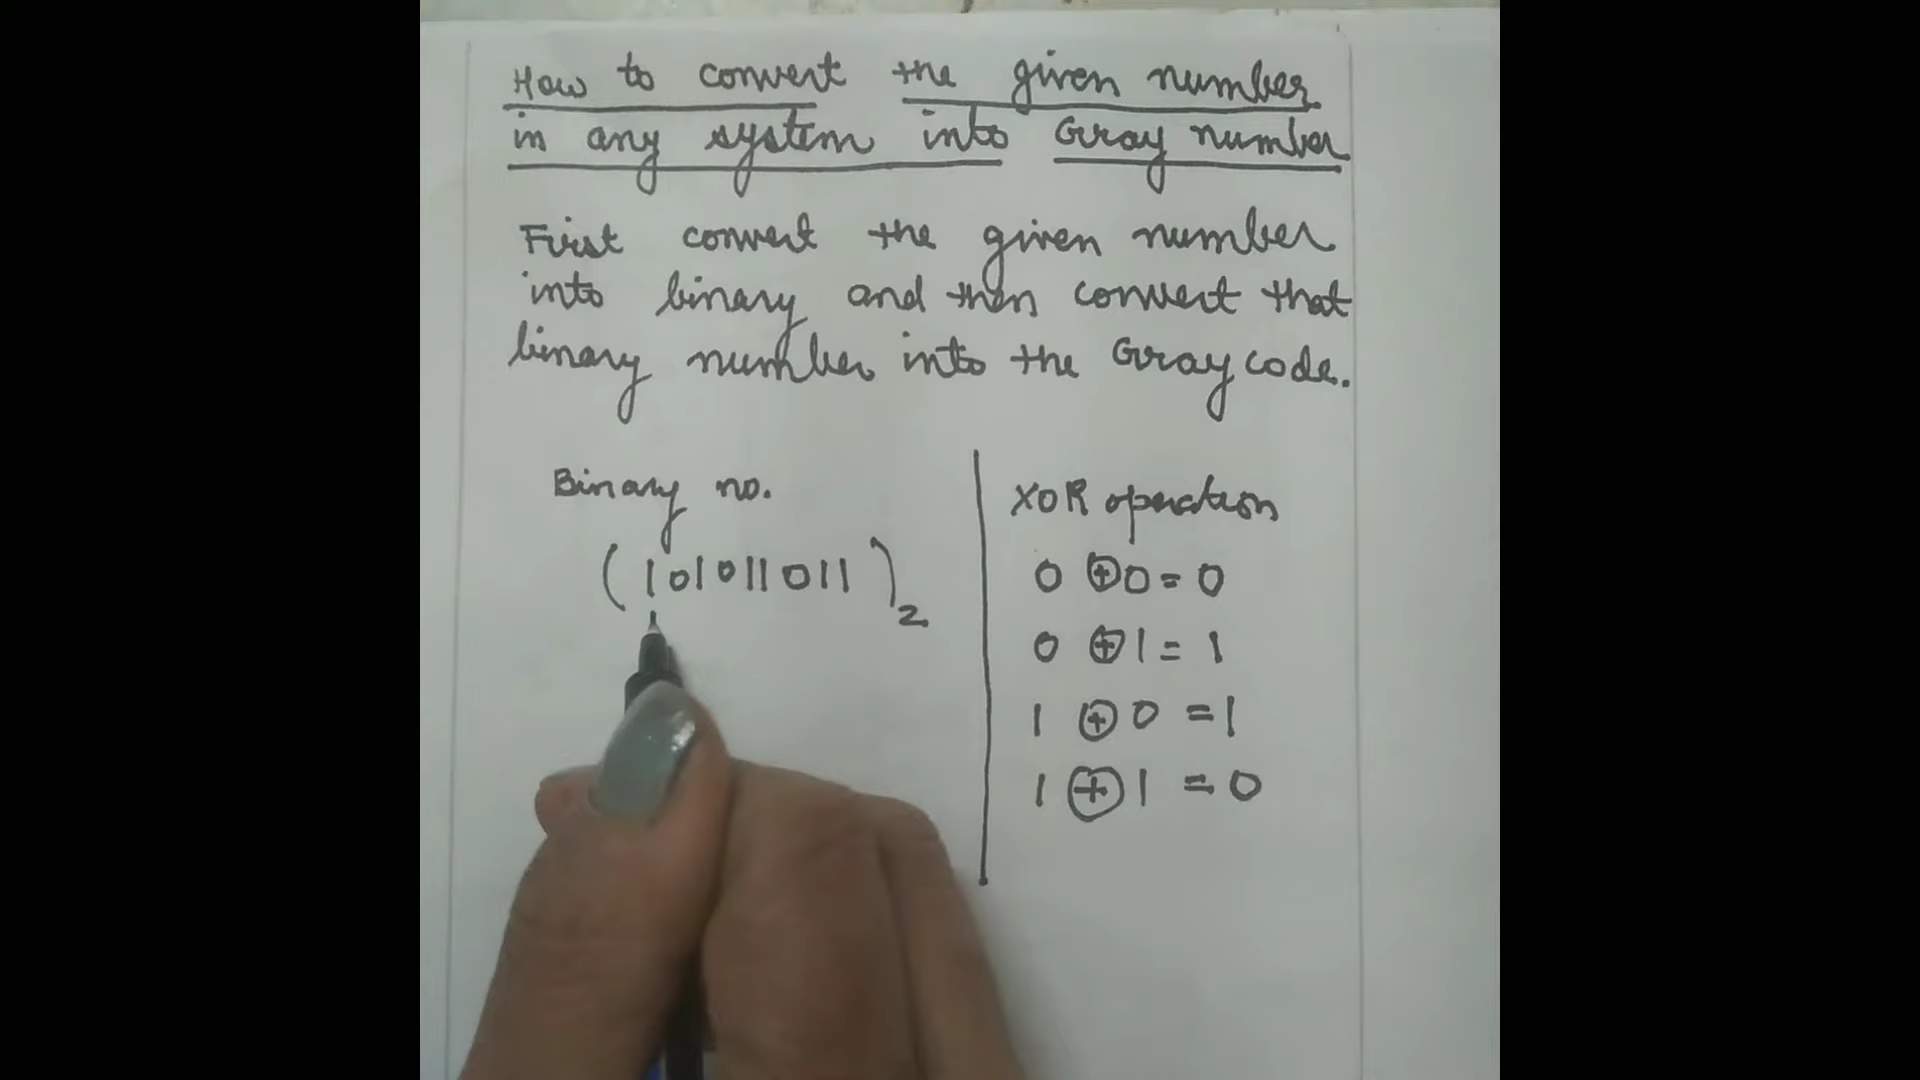 How to convert the given number
in any system into Gray number
First convert the given number
into binary and then convert that
binary number into the Gray code.
Binary no.
(101011011)2
XOR operation
0 ⊕ 0 = 0
0 ⊕ 1 = 1
1 ⊕ 0 = 1
1 ⊕ 1 = 0